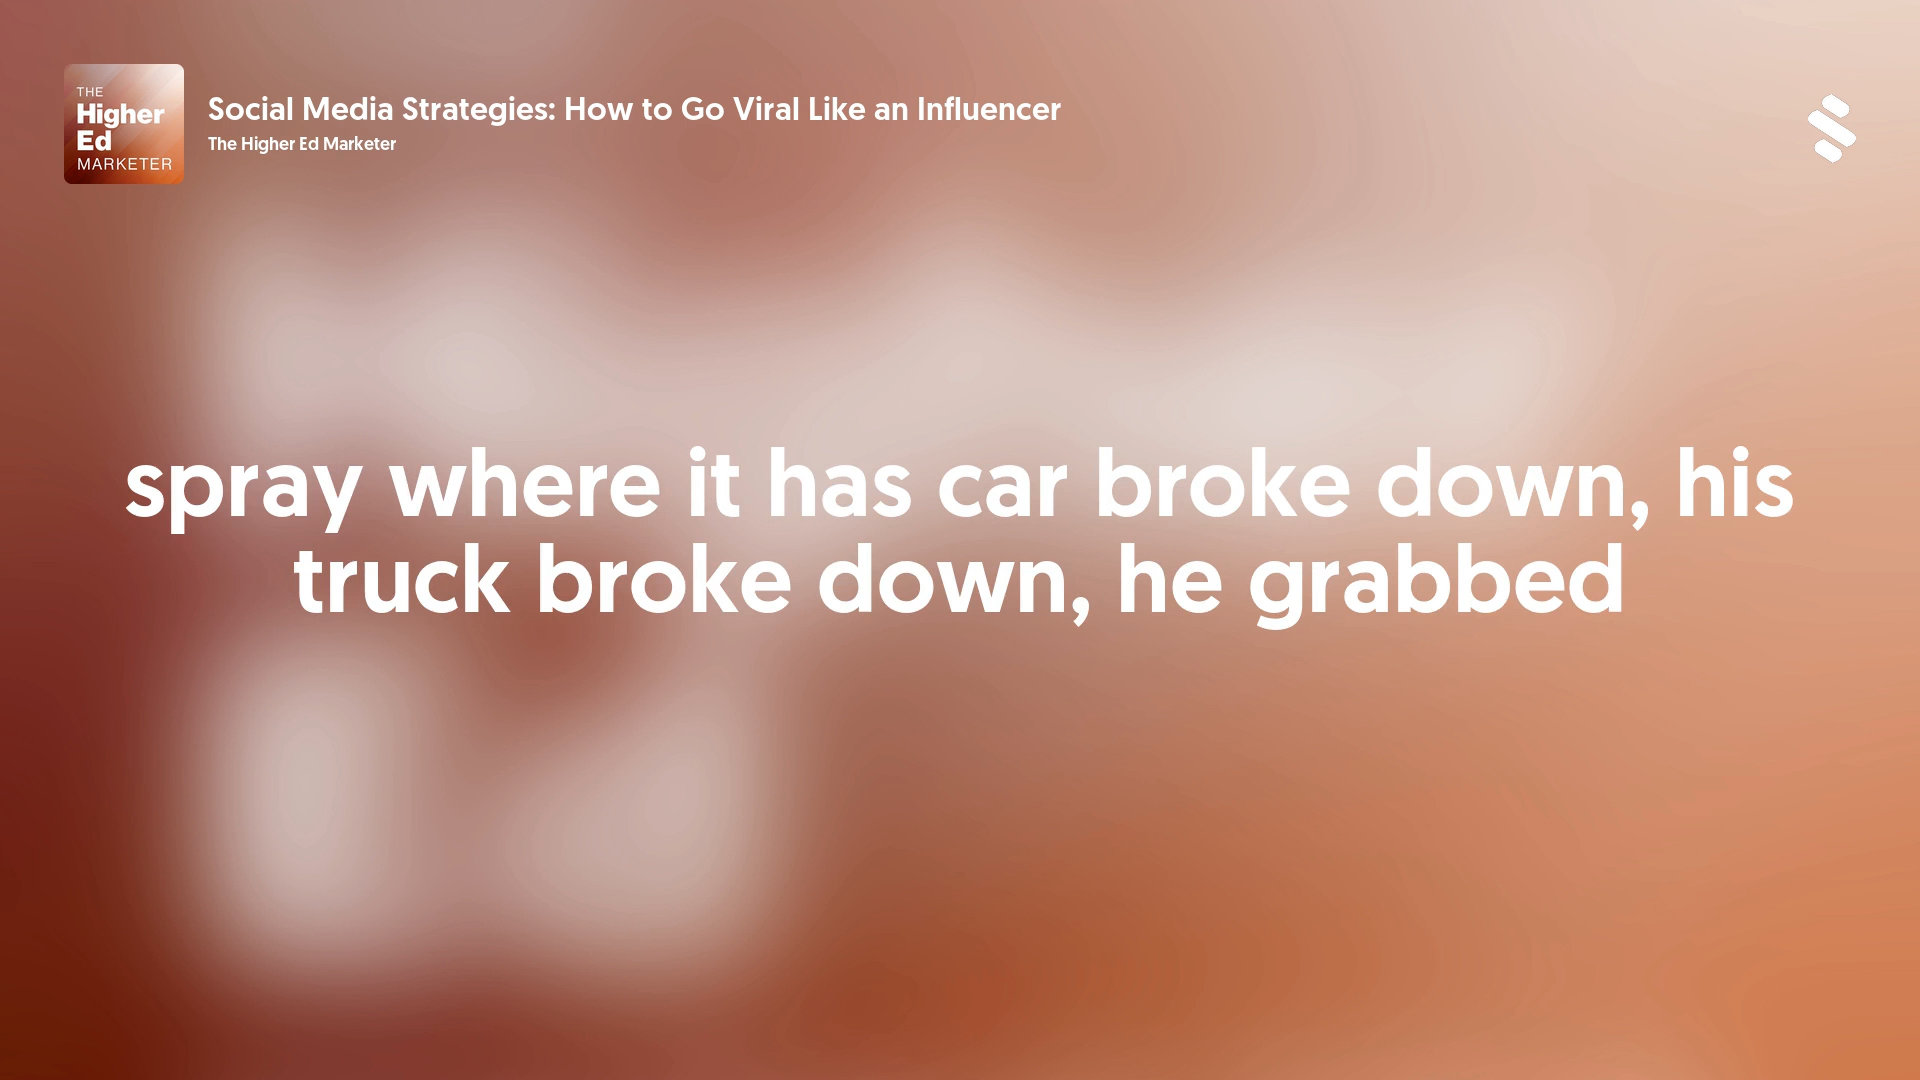 THE
Higher
Ed
MARKETER
Social Media Strategies: How to Go Viral Like an Influencer
The Higher Ed Marketer
spray where it has car broke down, his
truck broke down, he grabbed